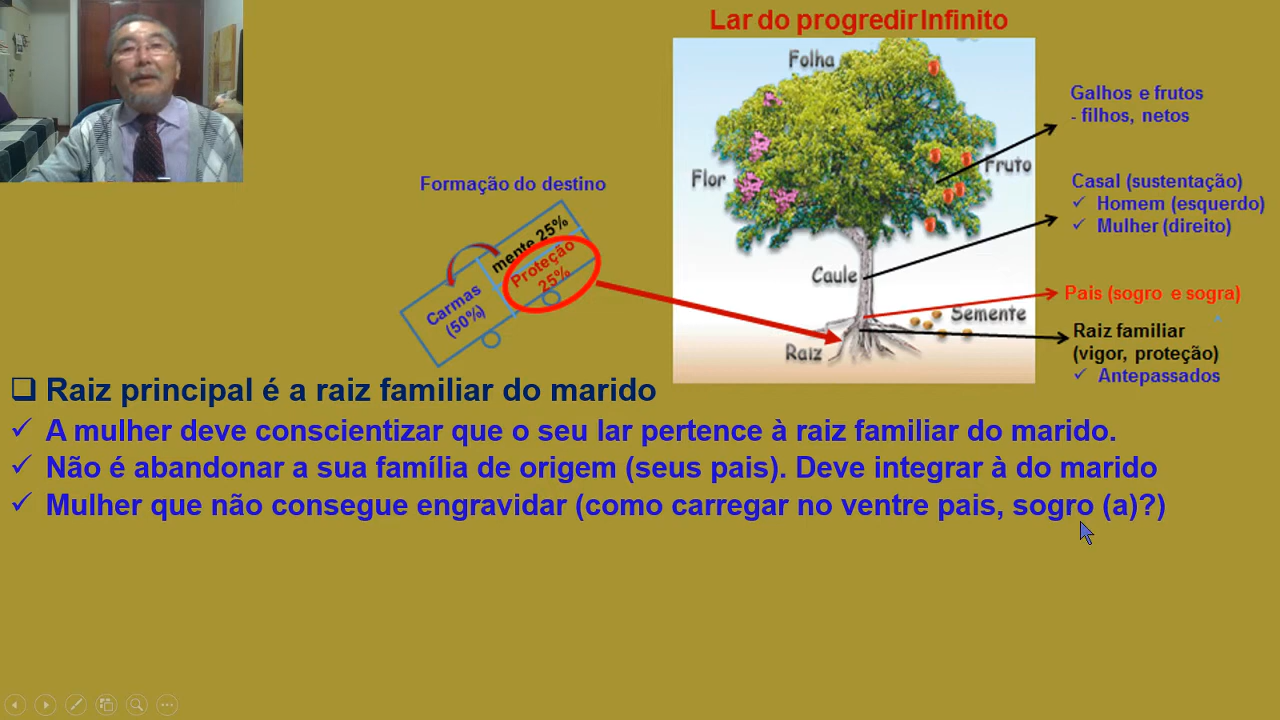 Lar do progredir Infinito
Folha
Flor
Fruto
Caule
Semente
Raiz
Galhos e frutos
- filhos, netos
Casal (sustentação)
✓ Homem (esquerdo)
✓ Mulher (direito)
Pais (sogro e sogra)
Raiz familiar
(vigor, proteção)
✓ Antepassados
Formação do destino
mente 25%
Proteção
25%
Carmas
(50%)
❑ Raiz principal é a raiz familiar do marido
✓ A mulher deve conscientizar que o seu lar pertence à raiz familiar do marido.
✓ Não é abandonar a sua família de origem (seus pais). Deve integrar à do marido
✓ Mulher que não consegue engravidar (como carregar no ventre pais, sogro (a)?)